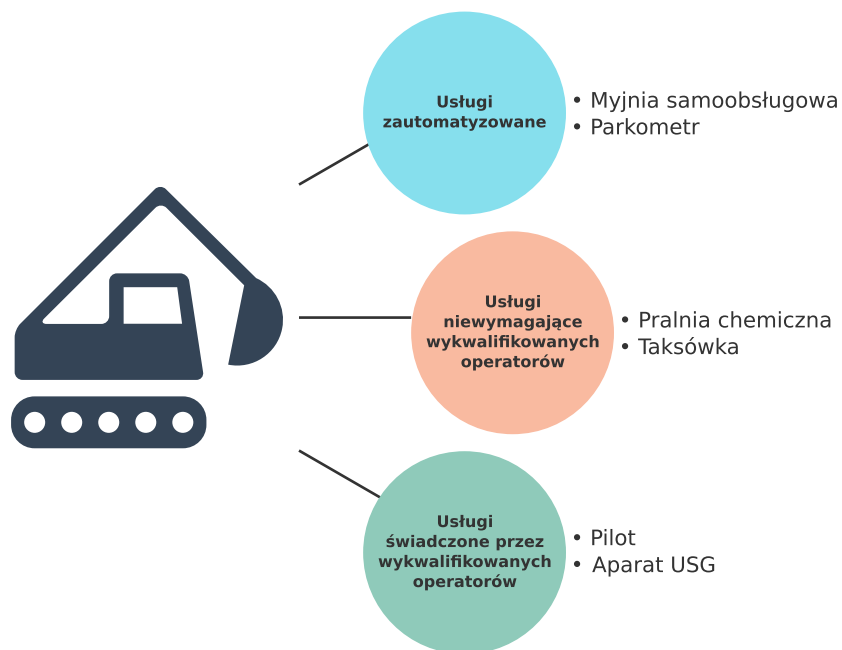 Usługi
zautomatyzowane
• Myjnia samoobsługowa
• Parkometr
Usługi
niewymagające
wykwalifikowanych
operatorów
• Pralnia chemiczna
• Taksówka
Usługi
świadczone przez
wykwalifikowanych
operatorów
• Pilot
• Aparat USG